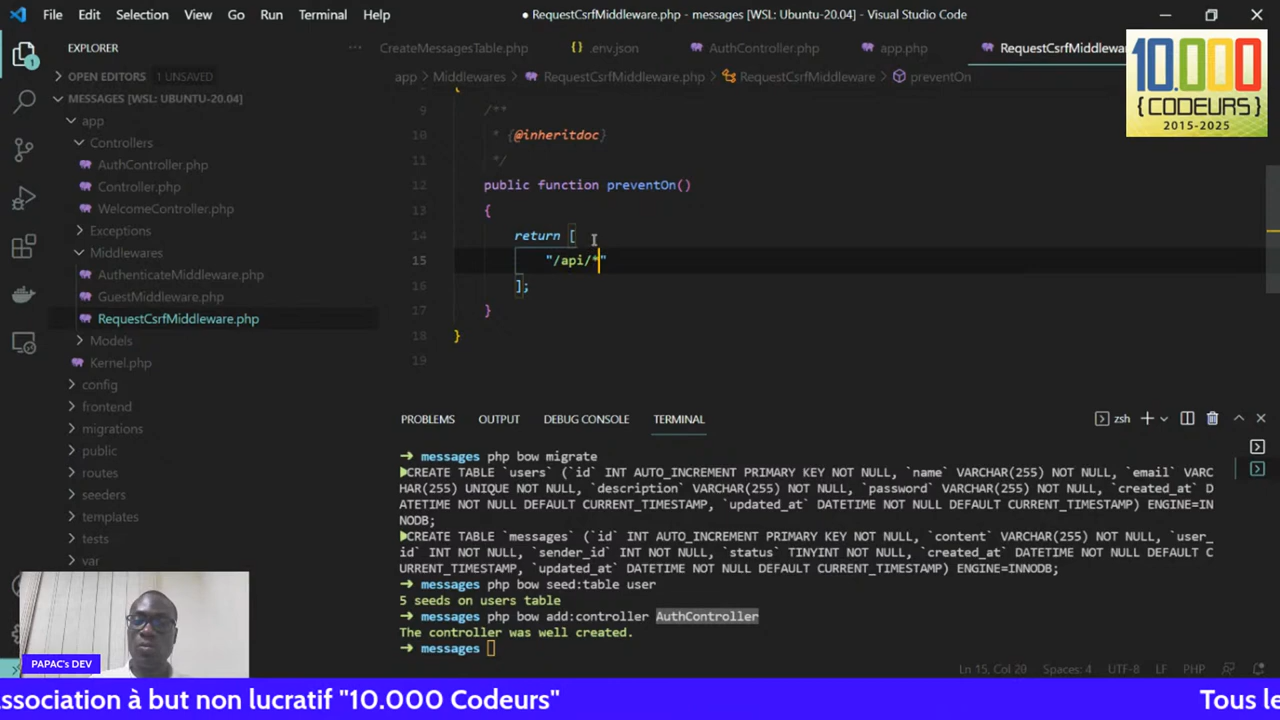 File Edit Selection View Go Run Terminal Help
● RequestCsrfMiddleware.php - messages [WSL: Ubuntu-20.04] - Visual Studio Code
EXPLORER
OPEN EDITORS 1 UNSAVED
MESSAGES [WSL: UBUNTU-20.04]
app
Controllers
AuthController.php
Controller.php
WelcomeController.php
Exceptions
Middlewares
AuthenticateMiddleware.php
GuestMiddleware.php
RequestCsrfMiddleware.php
Models
Kernel.php
config
frontend
migrations
public
routes
seeders
templates
tests
var
1
CreateMessagesTable.php {} .env.json AuthController.php app.php RequestCsrfMiddlewa
app > Middlewares > RequestCsrfMiddleware.php > RequestCsrfMiddleware > preventOn
9 /**
10 * {@inheritdoc}
11 */
12 public function preventOn()
13 {
14 return [
15 "/api/*"
16 ];
17 }
18 }
19
PROBLEMS OUTPUT DEBUG CONSOLE TERMINAL
zsh
➜ messages php bow migrate
CREATE TABLE `users` (`id` INT AUTO_INCREMENT PRIMARY KEY NOT NULL, `name` VARCHAR(255) NOT NULL, `email` VARC
HAR(255) UNIQUE NOT NULL, `description` VARCHAR(255) NOT NULL, `password` VARCHAR(255) NOT NULL, `created_at` D
ATETIME NOT NULL DEFAULT CURRENT_TIMESTAMP, `updated_at` DATETIME NOT NULL DEFAULT CURRENT_TIMESTAMP) ENGINE=IN
NODB;
CREATE TABLE `messages` (`id` INT AUTO_INCREMENT PRIMARY KEY NOT NULL, `content` VARCHAR(255) NOT NULL, `user_
id` INT NOT NULL, `sender_id` INT NOT NULL, `status` TINYINT NOT NULL, `created_at` DATETIME NOT NULL DEFAULT C
URRENT_TIMESTAMP, `updated_at` DATETIME NOT NULL DEFAULT CURRENT_TIMESTAMP) ENGINE=INNODB;
➜ messages php bow seed:table user
5 seeds on users table
➜ messages php bow add:controller AuthController
The controller was well created.
➜ messages
Ln 15, Col 20 Spaces: 4 UTF-8 LF PHP
10.000
{CODEURS}
2015-2025
PAPAC's DEV
association à but non lucratif "10.000 Codeurs" Tous le